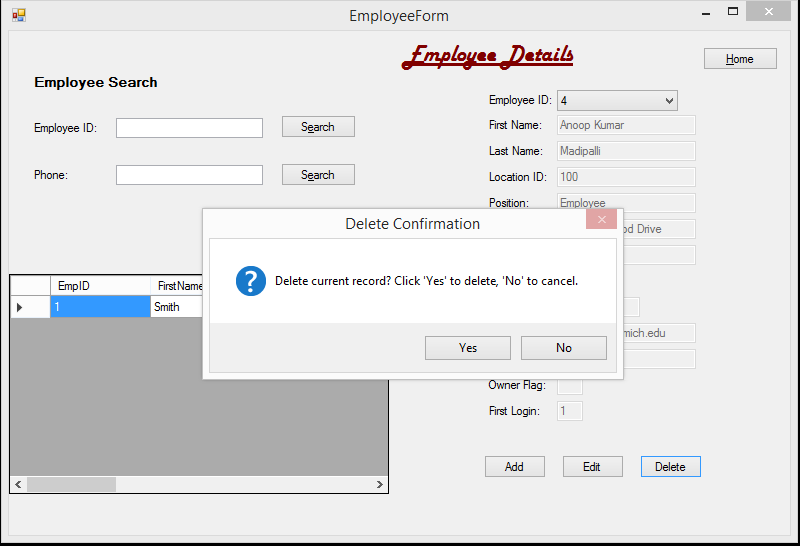 EmployeeForm
Employee Details
Home
Employee Search
Employee ID:
Search
Phone:
Search
Employee ID: 4
First Name: Anoop Kumar
Last Name: Madipalli
Location ID: 100
Position: Employee
Drive
Delete Confirmation
Delete current record? Click 'Yes' to delete, 'No' to cancel.
Yes No
EmpID
1 Smith
mich.edu
Owner Flag:
First Login: 1
Add Edit Delete